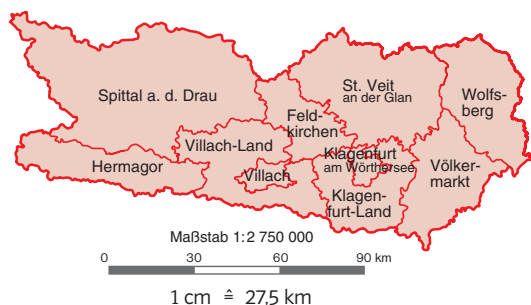 Spittal a. d. Drau
St. Veit
an der Glan
Wolfs-
berg
Feld-
kirchen
Villach-Land
Hermagor
Villach
Klagenfurt
am Wörthersee
Völker-
markt
Klagen-
furt-Land
Maßstab 1:2 750 000
0 30 60 90 km
1 cm ≙ 27,5 km